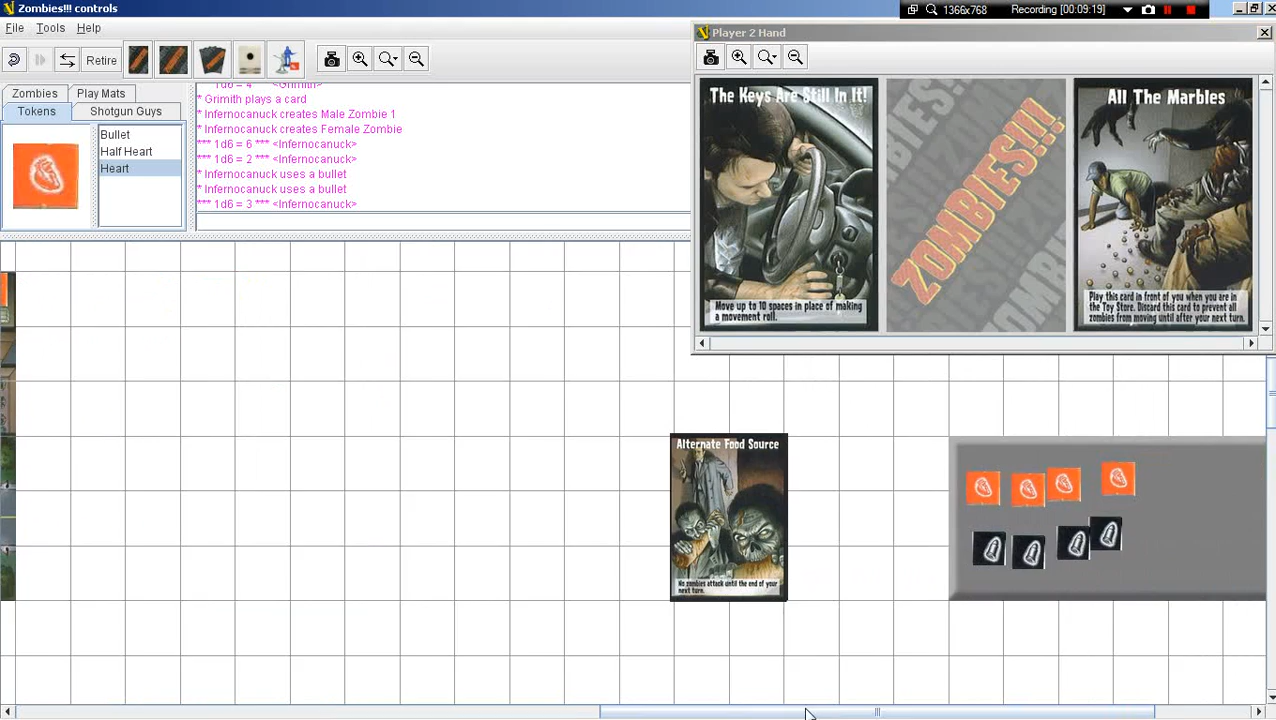 Zombies!!! controls
1366x768
Recording [00:09:19]
File Tools Help
Player 2 Hand
Retire
Zombies
Play Mats
Tokens
Shotgun Guys
Bullet
Half Heart
Heart
*** 1d6 = 4 *** <Grimith>
* Grimith plays a card
* Infernocanuck creates Male Zombie 1
* Infernocanuck creates Female Zombie
*** 1d6 = 6 *** <Infernocanuck>
*** 1d6 = 2 *** <Infernocanuck>
* Infernocanuck uses a bullet
* Infernocanuck uses a bullet
*** 1d6 = 3 *** <Infernocanuck>
The Keys Are Still In It!
Move up to 10 spaces in place of making
a movement roll.
ZOMBIES!!!
All The Marbles
Play this card in front of you when you are in
the Toy Store. Discard this card to prevent all
zombies from moving until after your next turn.
Alternate Food Source
No zombies attack until the end of your
next turn.